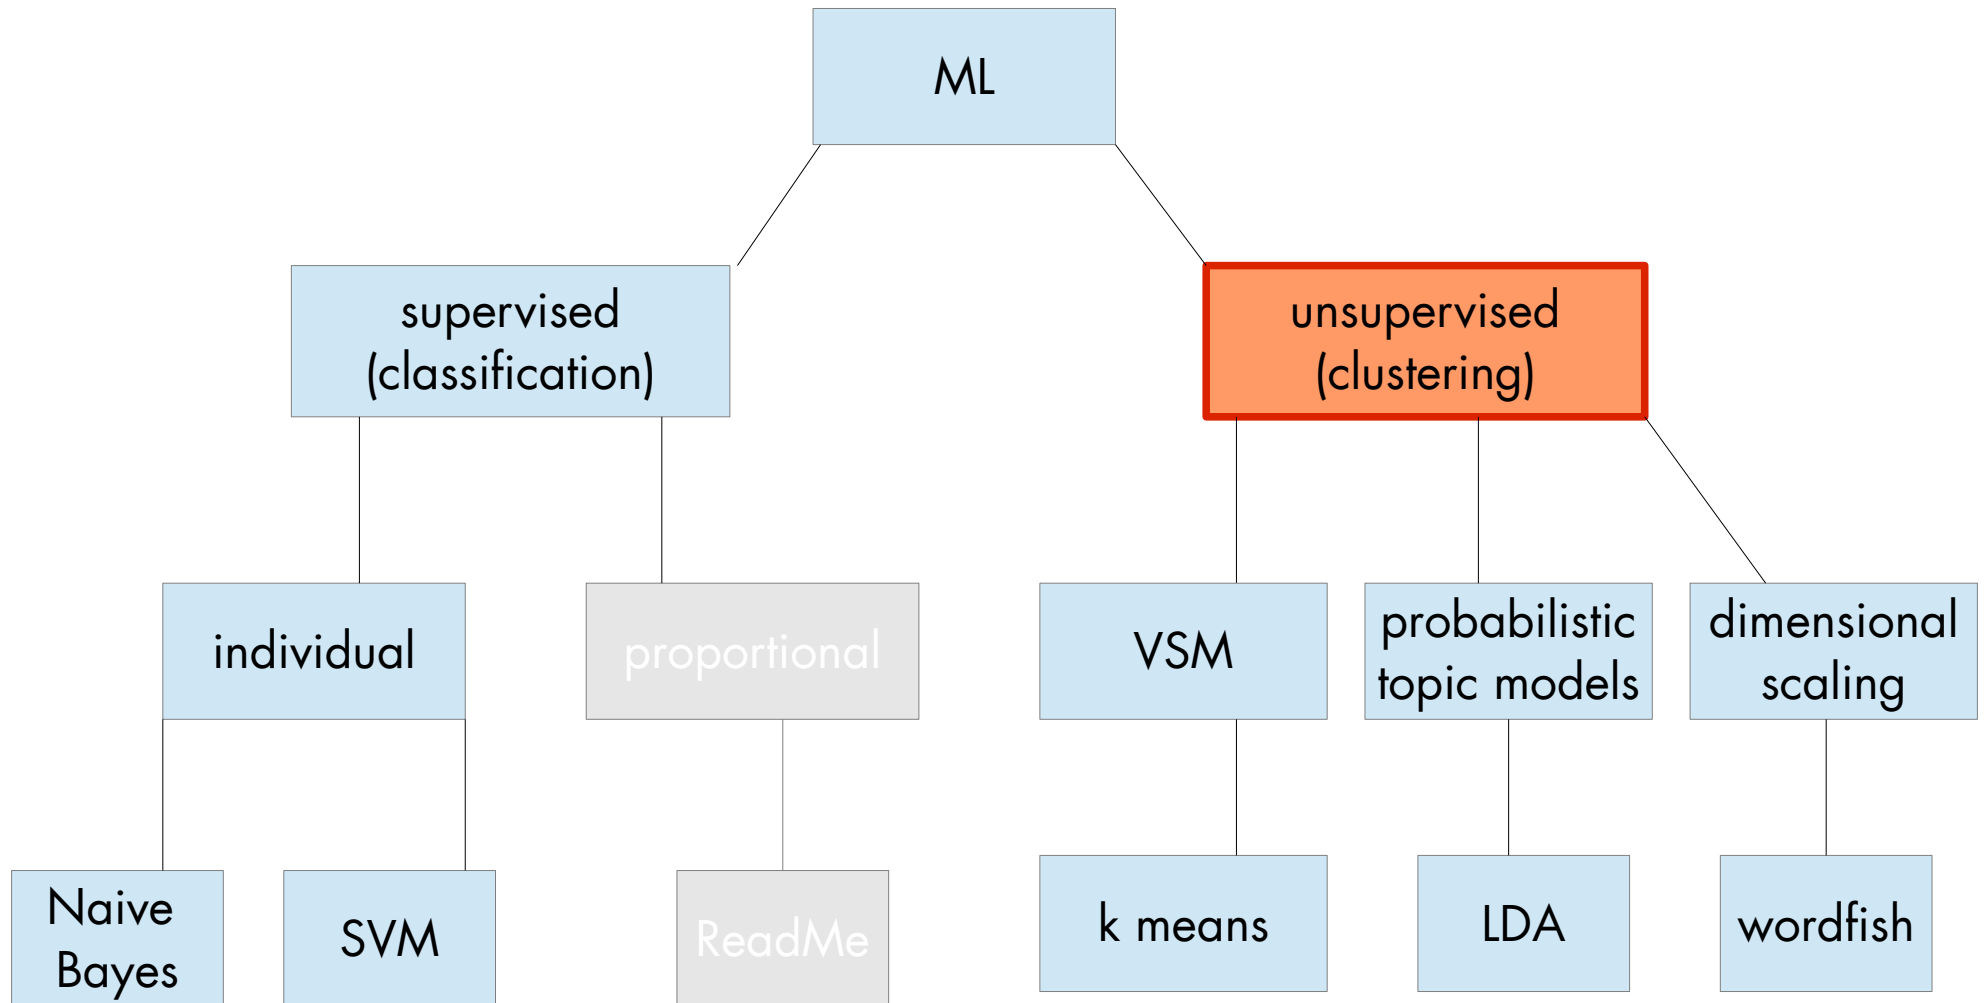 ML
supervised
(classification)
unsupervised
(clustering)
individual
proportional
VSM
probabilistic
topic models
dimensional
scaling
Naive
Bayes
SVM
ReadMe
k means
LDA
wordfish